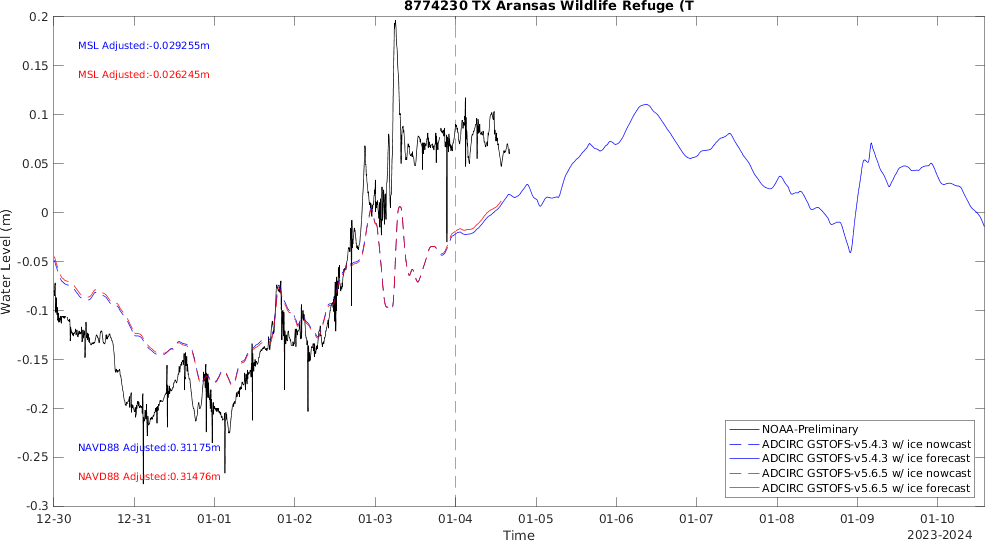 8774230 TX Aransas Wildlife Refuge (T
Water Level (m)
0.2
0.15
0.1
0.05
0
-0.05
-0.1
-0.15
-0.2
-0.25
-0.3
MSL Adjusted:-0.029255m
MSL Adjusted:-0.026245m
NAVD88 Adjusted:0.31175m
NAVD88 Adjusted:0.31476m
NOAA-Preliminary
ADCIRC GSTOFS-v5.4.3 w/ ice nowcast
ADCIRC GSTOFS-v5.4.3 w/ ice forecast
ADCIRC GSTOFS-v5.6.5 w/ ice nowcast
ADCIRC GSTOFS-v5.6.5 w/ ice forecast
12-30 12-31 01-01 01-02 01-03 01-04 01-05 01-06 01-07 01-08 01-09 01-10
Time
2023-2024